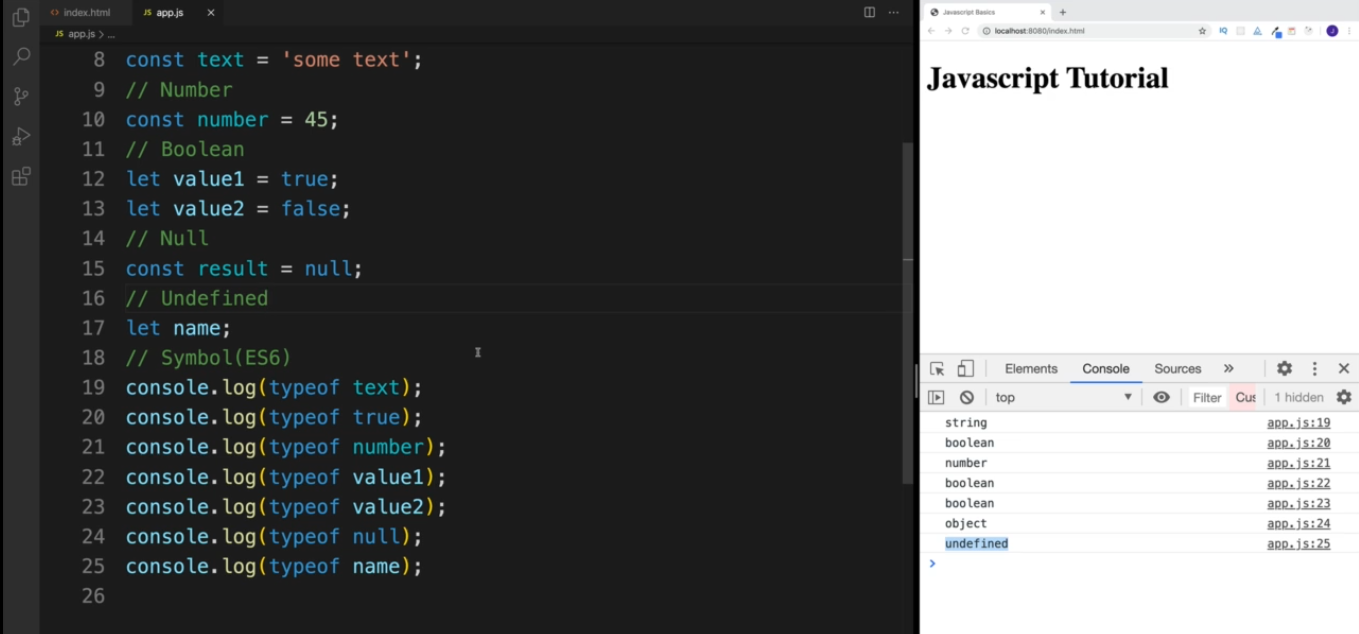 index.html
JS app.js
JS app.js > ...
8 const text = 'some text';
9 // Number
10 const number = 45;
11 // Boolean
12 let value1 = true;
13 let value2 = false;
14 // Null
15 const result = null;
16 // Undefined
17 let name;
18 // Symbol(ES6)
19 console.log(typeof text);
20 console.log(typeof true);
21 console.log(typeof number);
22 console.log(typeof value1);
23 console.log(typeof value2);
24 console.log(typeof null);
25 console.log(typeof name);
26
Javascript Basics
localhost:8080/index.html
Javascript Tutorial
Elements Console Sources
top Filter Cus 1 hidden
string app.js:19
boolean app.js:20
number app.js:21
boolean app.js:22
boolean app.js:23
object app.js:24
undefined app.js:25